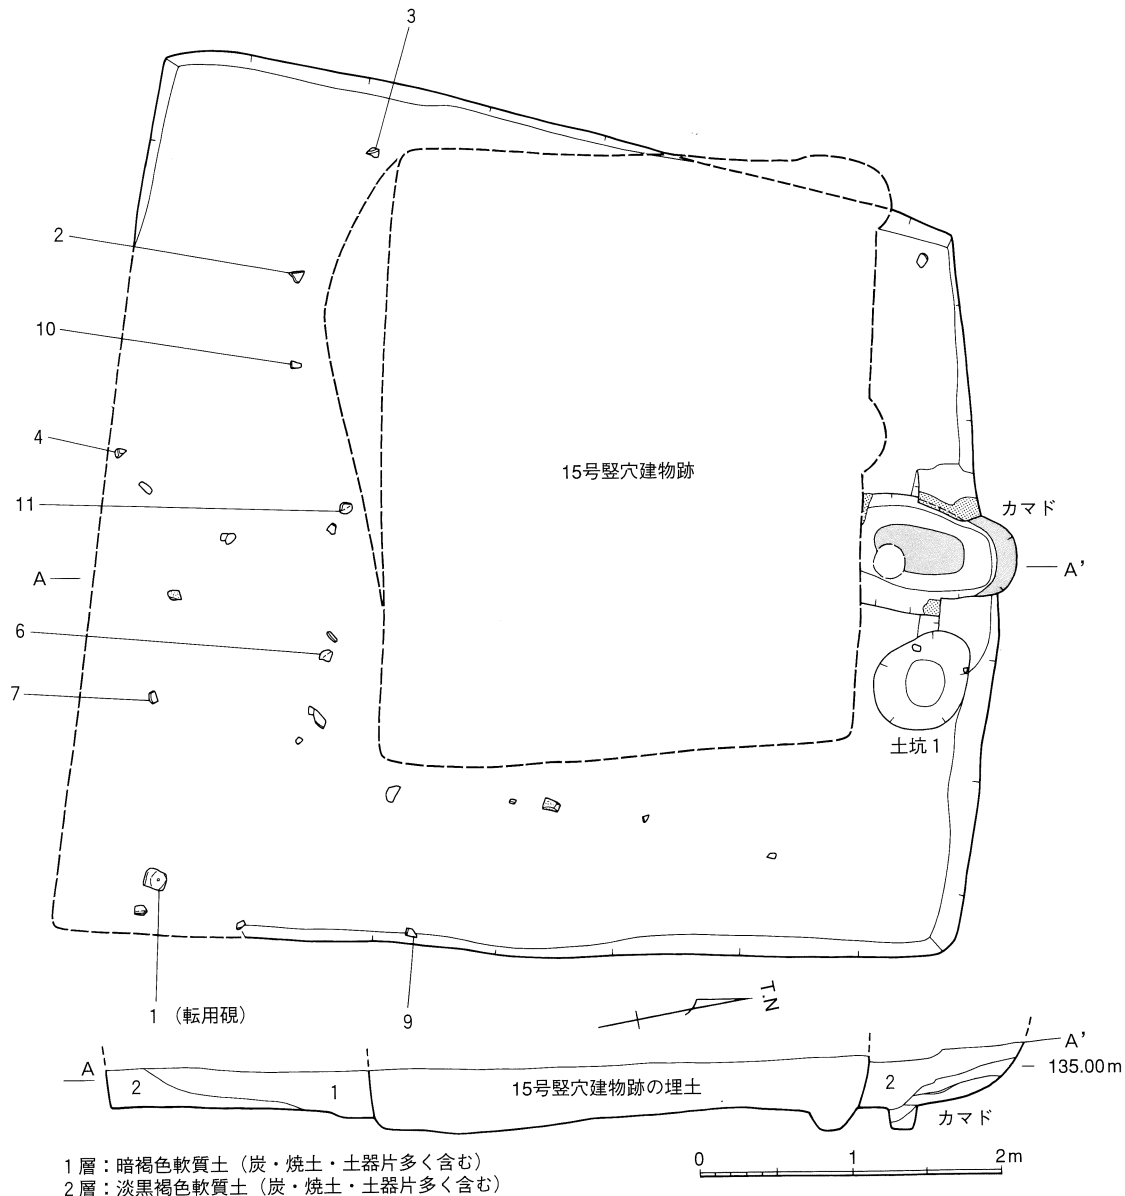 3
2
10
4
11
A
6
7
15号竪穴建物跡
カマド
A’
土坑1
1（転用硯）
9
T.N
A
A’
2
1
15号竪穴建物跡の埋土
2
135.00m
カマド
1層：暗褐色軟質土（炭・焼土・土器片多く含む）
2層：淡黒褐色軟質土（炭・焼土・土器片多く含む）
0 1 2m